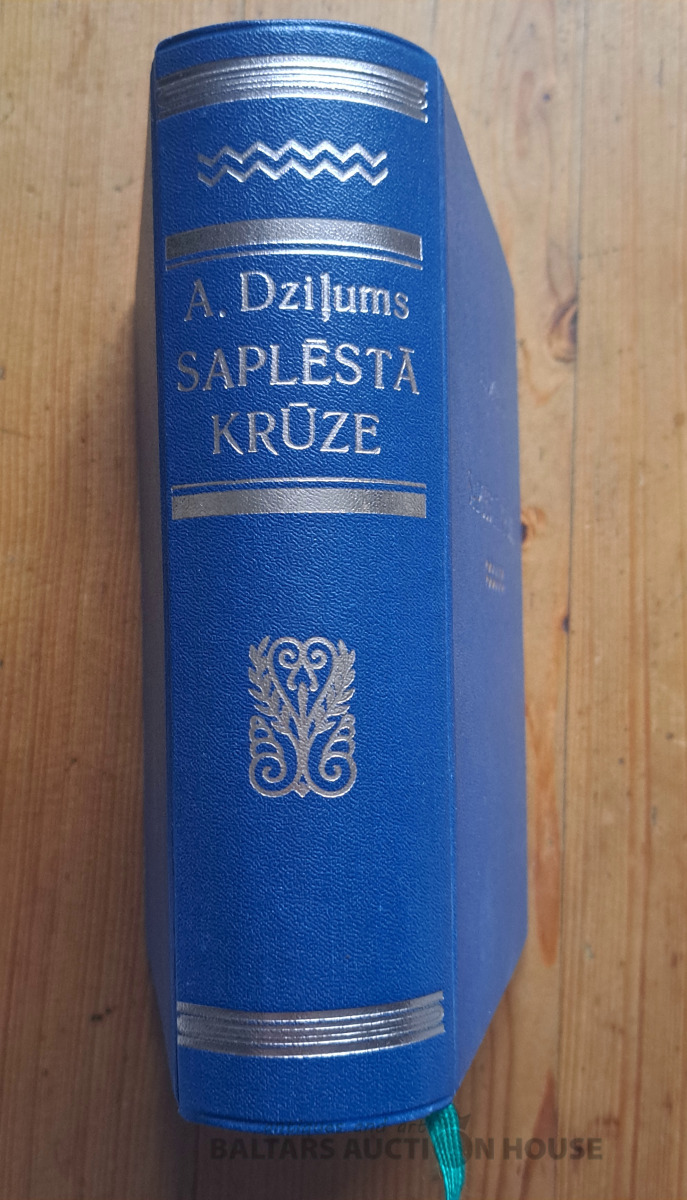 A. Dziļums
SAPLĒSTĀ
KRŪZE
BALTARS AUCTION HOUSE